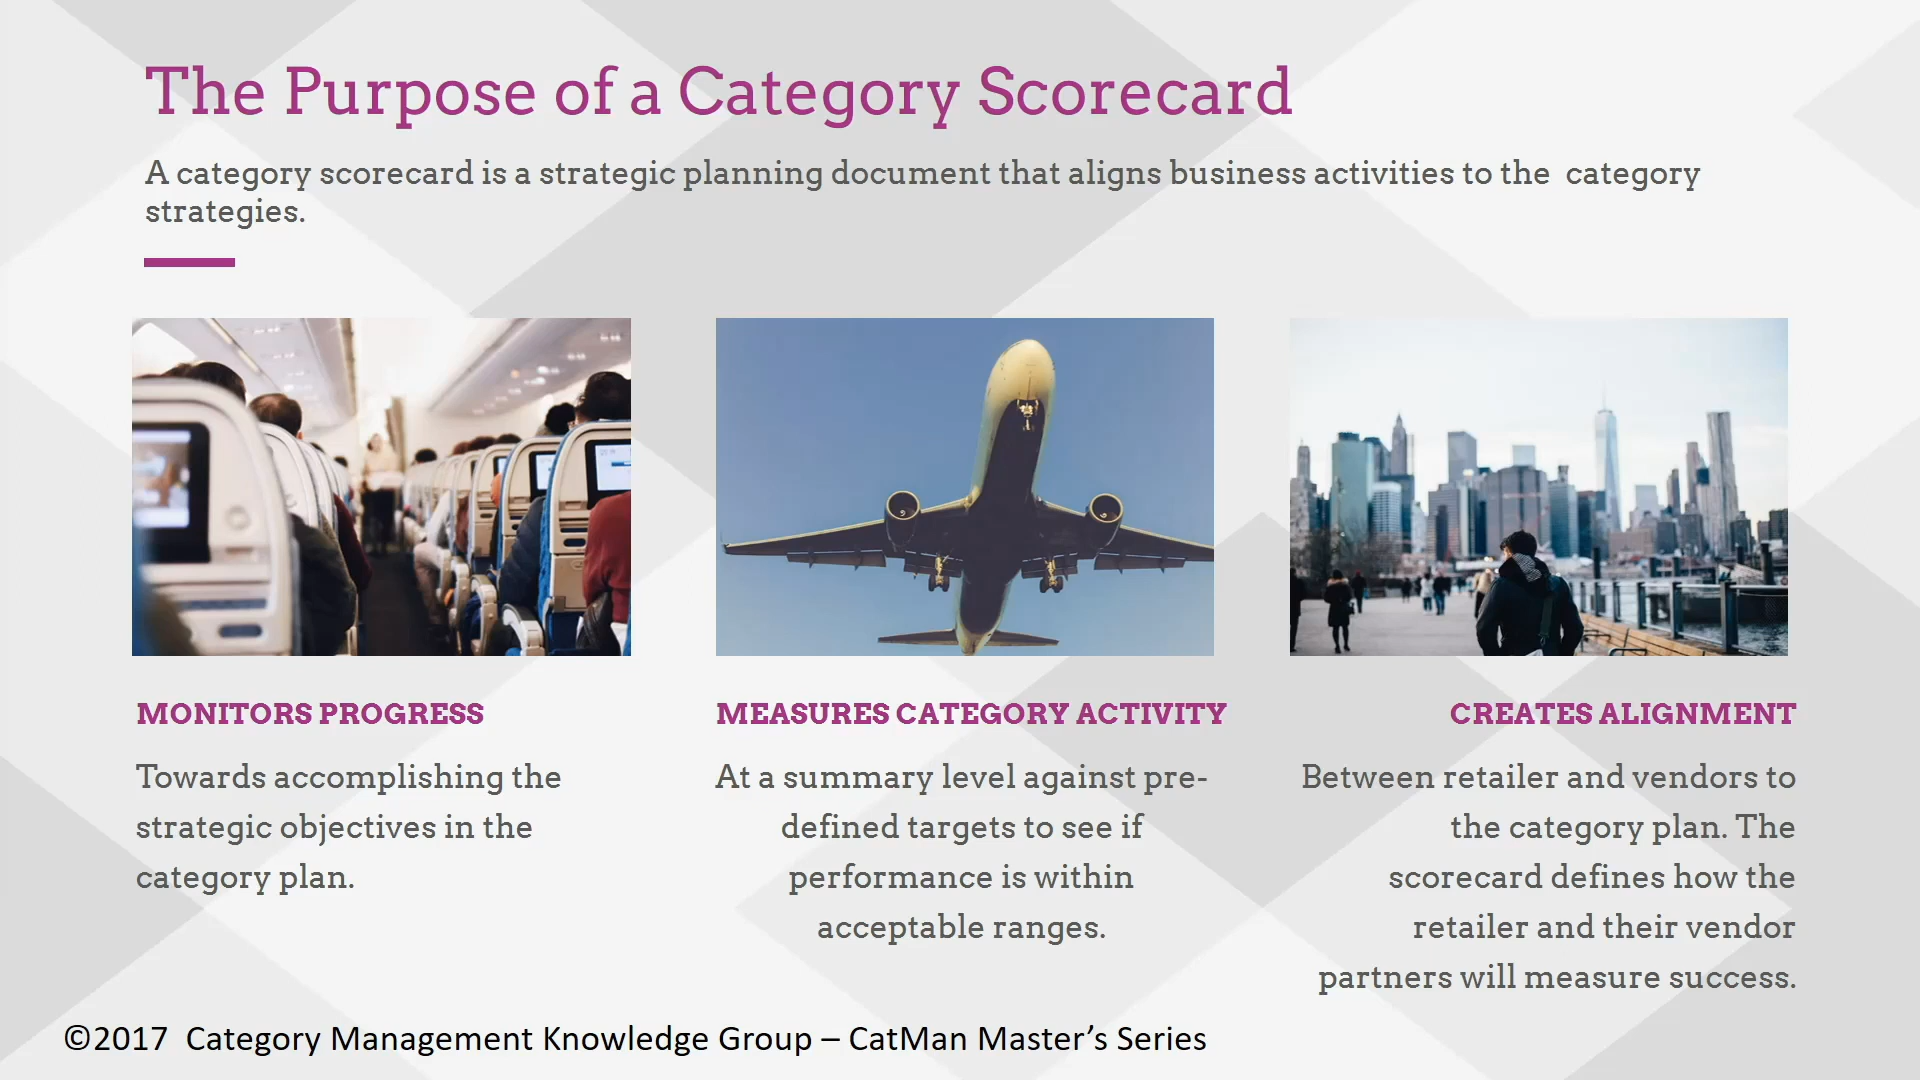 The Purpose of a Category Scorecard
A category scorecard is a strategic planning document that aligns business activities to the  category
strategies.
MONITORS PROGRESS
Towards accomplishing the
strategic objectives in the
category plan.
MEASURES CATEGORY ACTIVITY
At a summary level against pre-
defined targets to see if
performance is within
acceptable ranges.
CREATES ALIGNMENT
Between retailer and vendors to
the category plan. The
scorecard defines how the
retailer and their vendor
partners will measure success.
©2017  Category Management Knowledge Group – CatMan Master’s Series